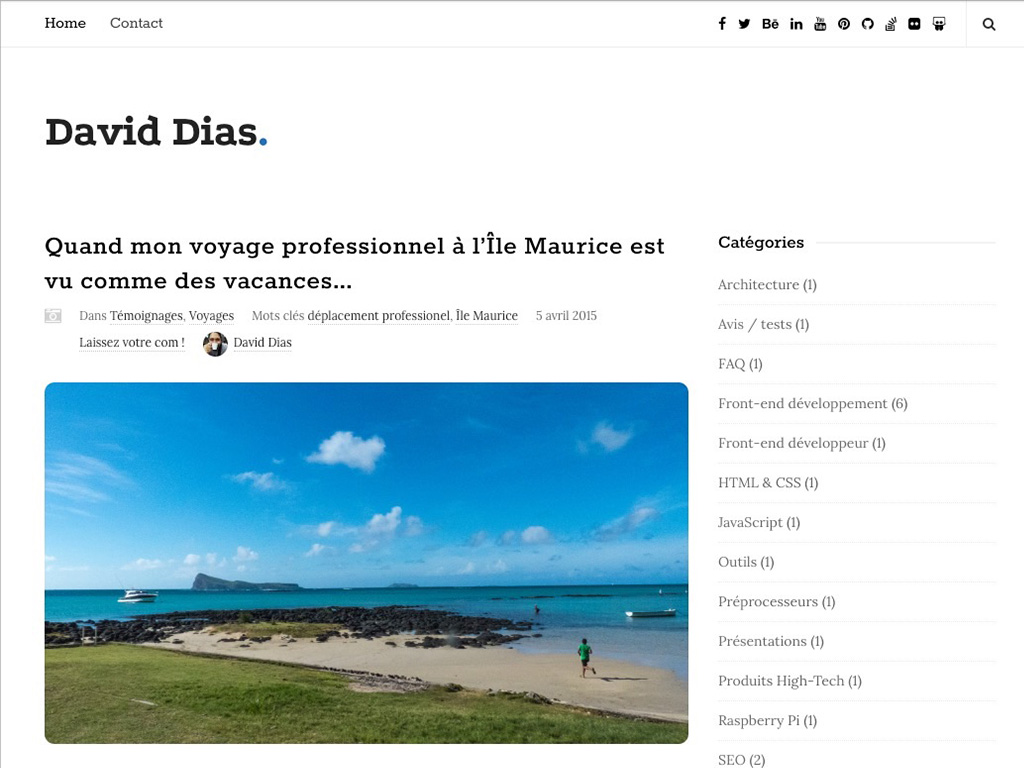 Home Contact
David Dias.
Quand mon voyage professionnel à l'Île Maurice est
vu comme des vacances...
Dans Témoignages, Voyages Mots clés déplacement professionel, Île Maurice 5 avril 2015
Laissez votre com ! David Dias
Catégories
Architecture (1)
Avis / tests (1)
FAQ (1)
Front-end développement (6)
Front-end développeur (1)
HTML & CSS (1)
JavaScript (1)
Outils (1)
Préprocesseurs (1)
Présentations (1)
Produits High-Tech (1)
Raspberry Pi (1)
SEO (2)